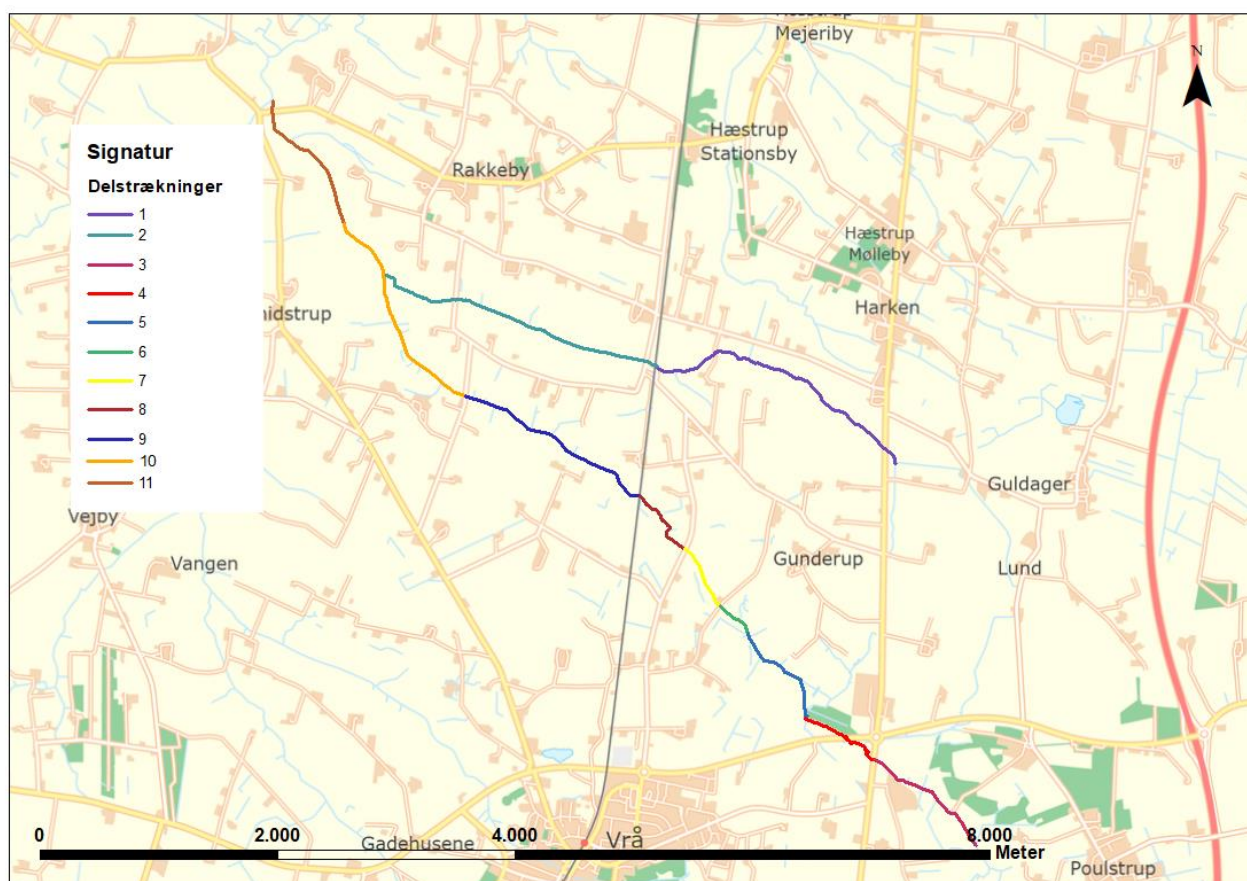 Mejeriby
N
Hæstrup
Stationsby
Rakkeby
Signatur
Delstrækninger
1
2
3
4
5
6
7
8
9
10
11
Hæstrup
Mølleby
Harken
nidstrup
Guldager
Vejby
Vangen
Gunderup
Lund
0
2.000
4.000
8.000
Meter
Gadehusene
Vrå
Poulstrup